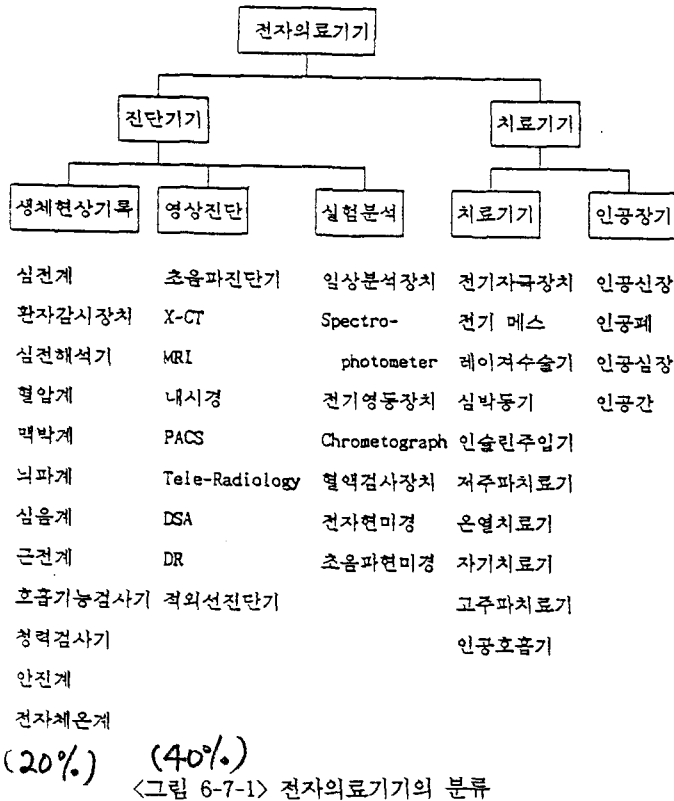 전자의료기기
진단기기 치료기기
생체현상기록 영상진단 실험분석 치료기기 인공장기
심전계 초음파진단기 임상분석장치 전기자극장치 인공신장
환자감시장치 X-CT Spectro- 전기 메스 인공폐
심전해석기 MRI photometer 레이져수술기 인공심장
혈압계 내시경 전기영동장치 심박동기 인공간
맥박계 PACS Chrometograph 인슐린주입기
뇌파계 Tele-Radiology 혈액검사장치 저주파치료기
심음계 DSA 전자현미경 온열치료기
근전계 DR 초음파현미경 자기치료기
호흡기능검사기 적외선진단기 고주파치료기
청력검사기 인공호흡기
안진계
전자체온계
(20%) (40%)
<그림 6-7-1> 전자의료기기의 분류